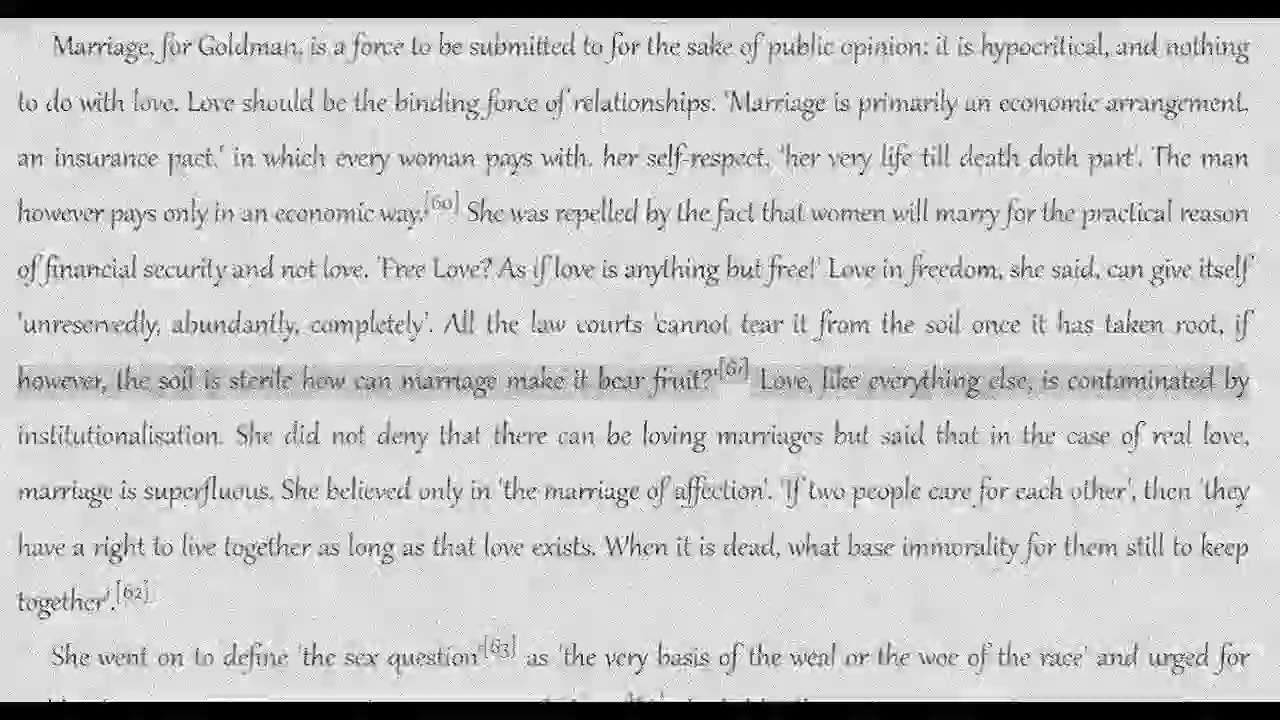 Marriage, for Goldman, is a force to be submitted to for the sake of public opinion; it is hypocritical, and nothing
to do with love. Love should be the binding force of relationships. 'Marriage is primarily an economic arrangement,
an insurance pact,' in which every woman pays with, her self-respect, 'her very life till death doth part'. The man
however pays only in an economic way.[60] She was repelled by the fact that women will marry for the practical reason
of financial security and not love. 'Free Love? As if love is anything but free!' Love in freedom, she said, can give itself
'unreservedly, abundantly, completely'. All the law courts 'cannot tear it from the soil once it has taken root, if
however, the soil is sterile how can marriage make it bear fruit?'[61] Love, like everything else, is contaminated by
institutionalisation. She did not deny that there can be loving marriages but said that in the case of real love,
marriage is superfluous. She believed only in 'the marriage of affection'. 'If two people care for each other', then 'they
have a right to live together as long as that love exists. When it is dead, what base immorality for them still to keep
together'.[62]
She went on to define 'the sex question'[63] as 'the very basis of the weal or the woe of the race' and urged for